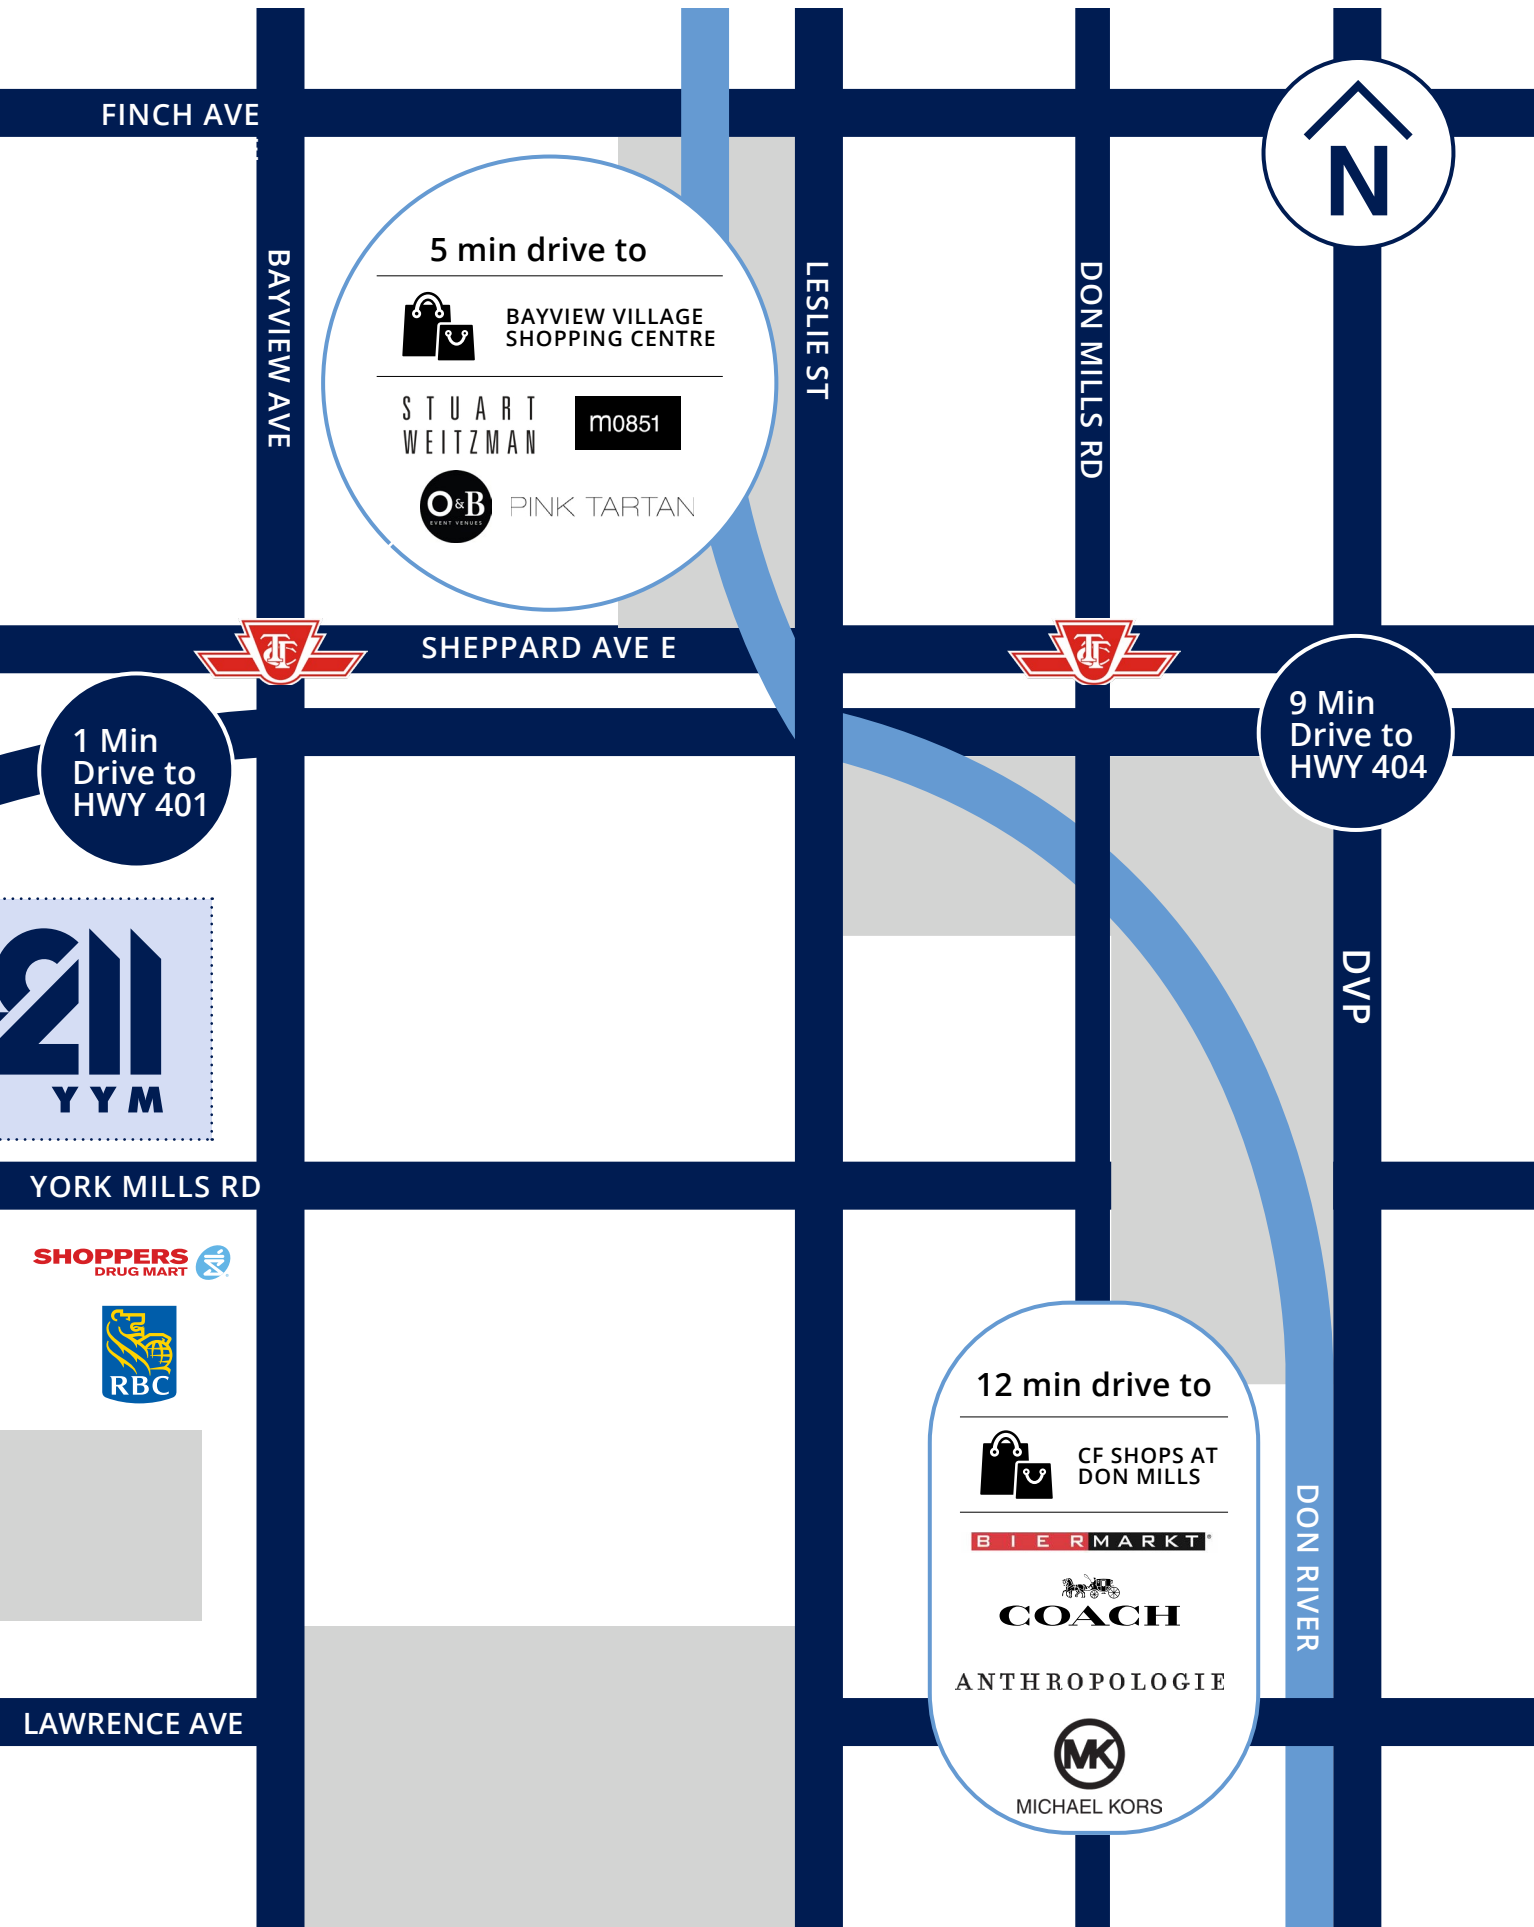 FINCH AVE
N
BAYVIEW AVE
5 min drive to
BAYVIEW VILLAGE
SHOPPING CENTRE
STUART
WEITZMAN
m0851
O&B
EVENT VENUES
PINK TARTAN
LESLIE ST
DON MILLS RD
SHEPPARD AVE E
TTC
TTC
1 Min
Drive to
HWY 401
9 Min
Drive to
HWY 404
211
YYM
DVP
YORK MILLS RD
SHOPPERS
DRUG MART
RBC
12 min drive to
CF SHOPS AT
DON MILLS
BIERMARKT
COACH
ANTHROPOLOGIE
MK
MICHAEL KORS
DON RIVER
LAWRENCE AVE